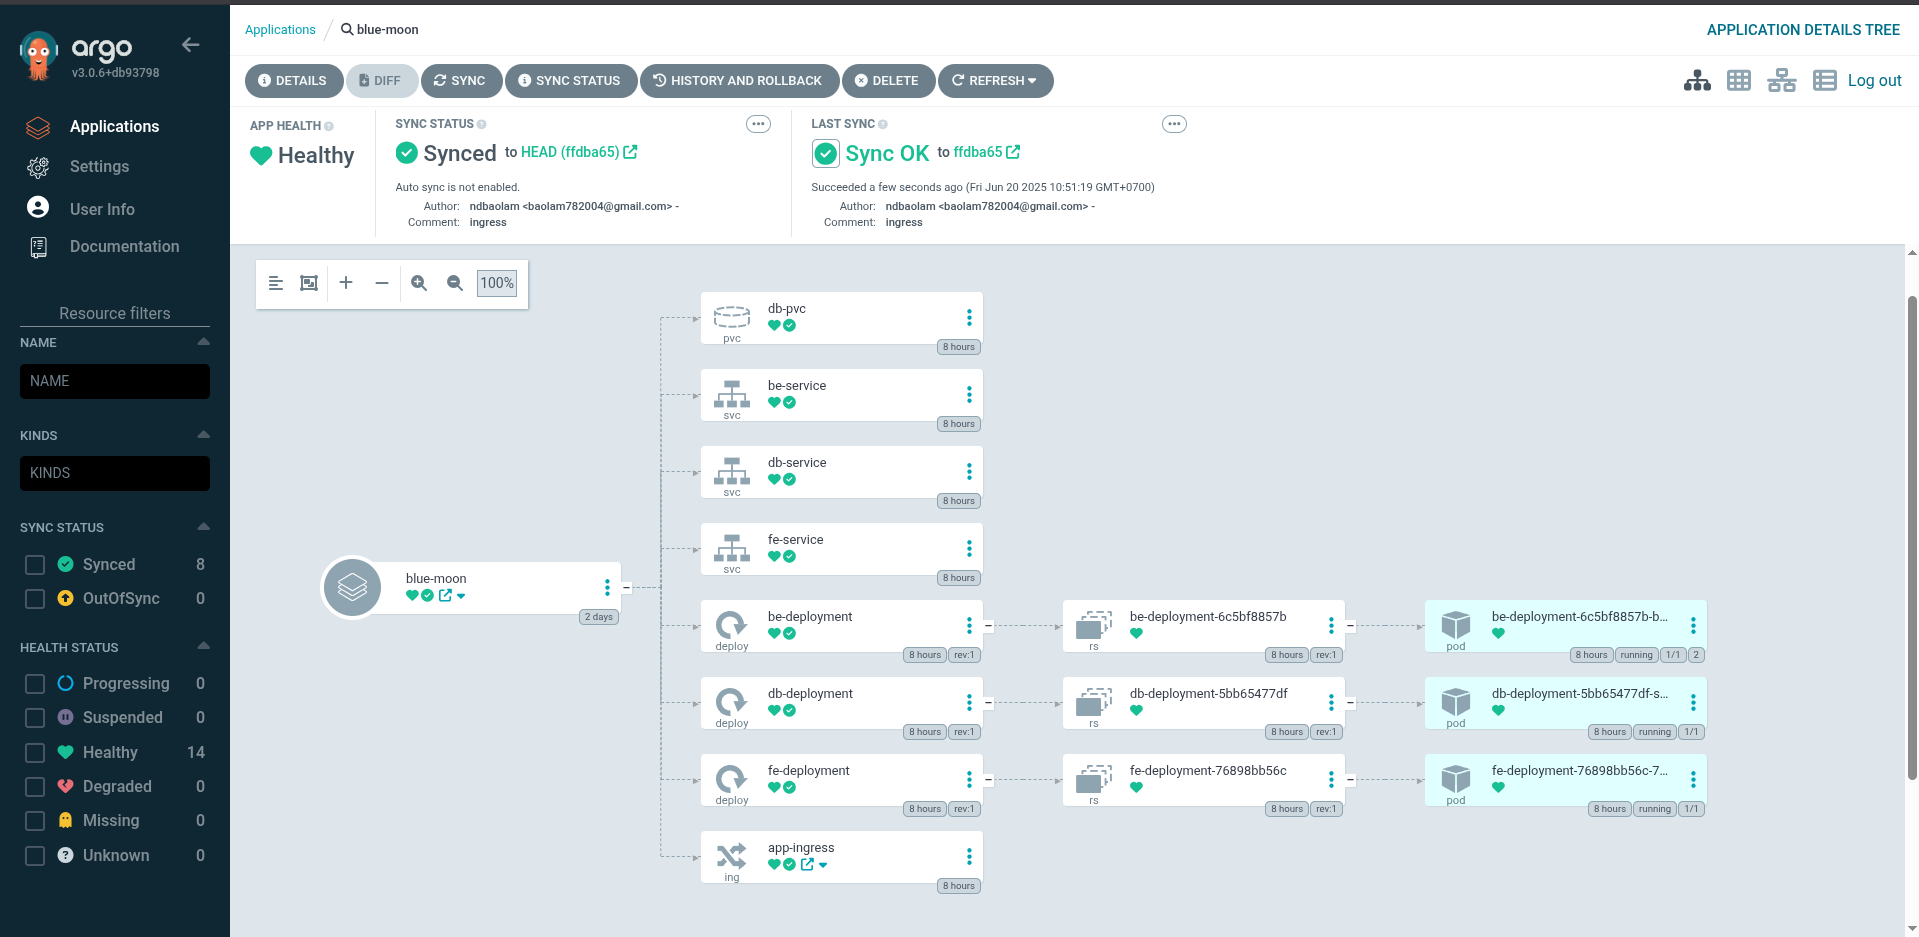 argo
v3.0.6+db93798
Applications
Settings
User Info
Documentation
Resource filters
NAME
NAME
KINDS
KINDS
SYNC STATUS
Synced 8
OutOfSync 0
HEALTH STATUS
Progressing 0
Suspended 0
Healthy 14
Degraded 0
Missing 0
Unknown 0
Applications / blue-moon
APPLICATION DETAILS TREE
DETAILS DIFF SYNC SYNC STATUS HISTORY AND ROLLBACK DELETE REFRESH
Log out
APP HEALTH
Healthy
SYNC STATUS
Synced to HEAD (ffdba65)
Auto sync is not enabled.
Author: ndbaolam <baolam782004@gmail.com> -
Comment: ingress
LAST SYNC
Sync OK to ffdba65
Succeeded a few seconds ago (Fri Jun 20 2025 10:51:19 GMT+0700)
Author: ndbaolam <baolam782004@gmail.com> -
Comment: ingress
100%
blue-moon
2 days
db-pvc
pvc
8 hours
be-service
svc
8 hours
db-service
svc
8 hours
fe-service
svc
8 hours
be-deployment
deploy
8 hours rev:1
be-deployment-6c5bf8857b
rs
8 hours rev:1
be-deployment-6c5bf8857b-b...
pod
8 hours running 1/1 2
db-deployment
deploy
8 hours rev:1
db-deployment-5bb65477df
rs
8 hours rev:1
db-deployment-5bb65477df-s...
pod
8 hours running 1/1
fe-deployment
deploy
8 hours rev:1
fe-deployment-76898bb56c
rs
8 hours rev:1
fe-deployment-76898bb56c-7...
pod
8 hours running 1/1
app-ingress
ing
8 hours